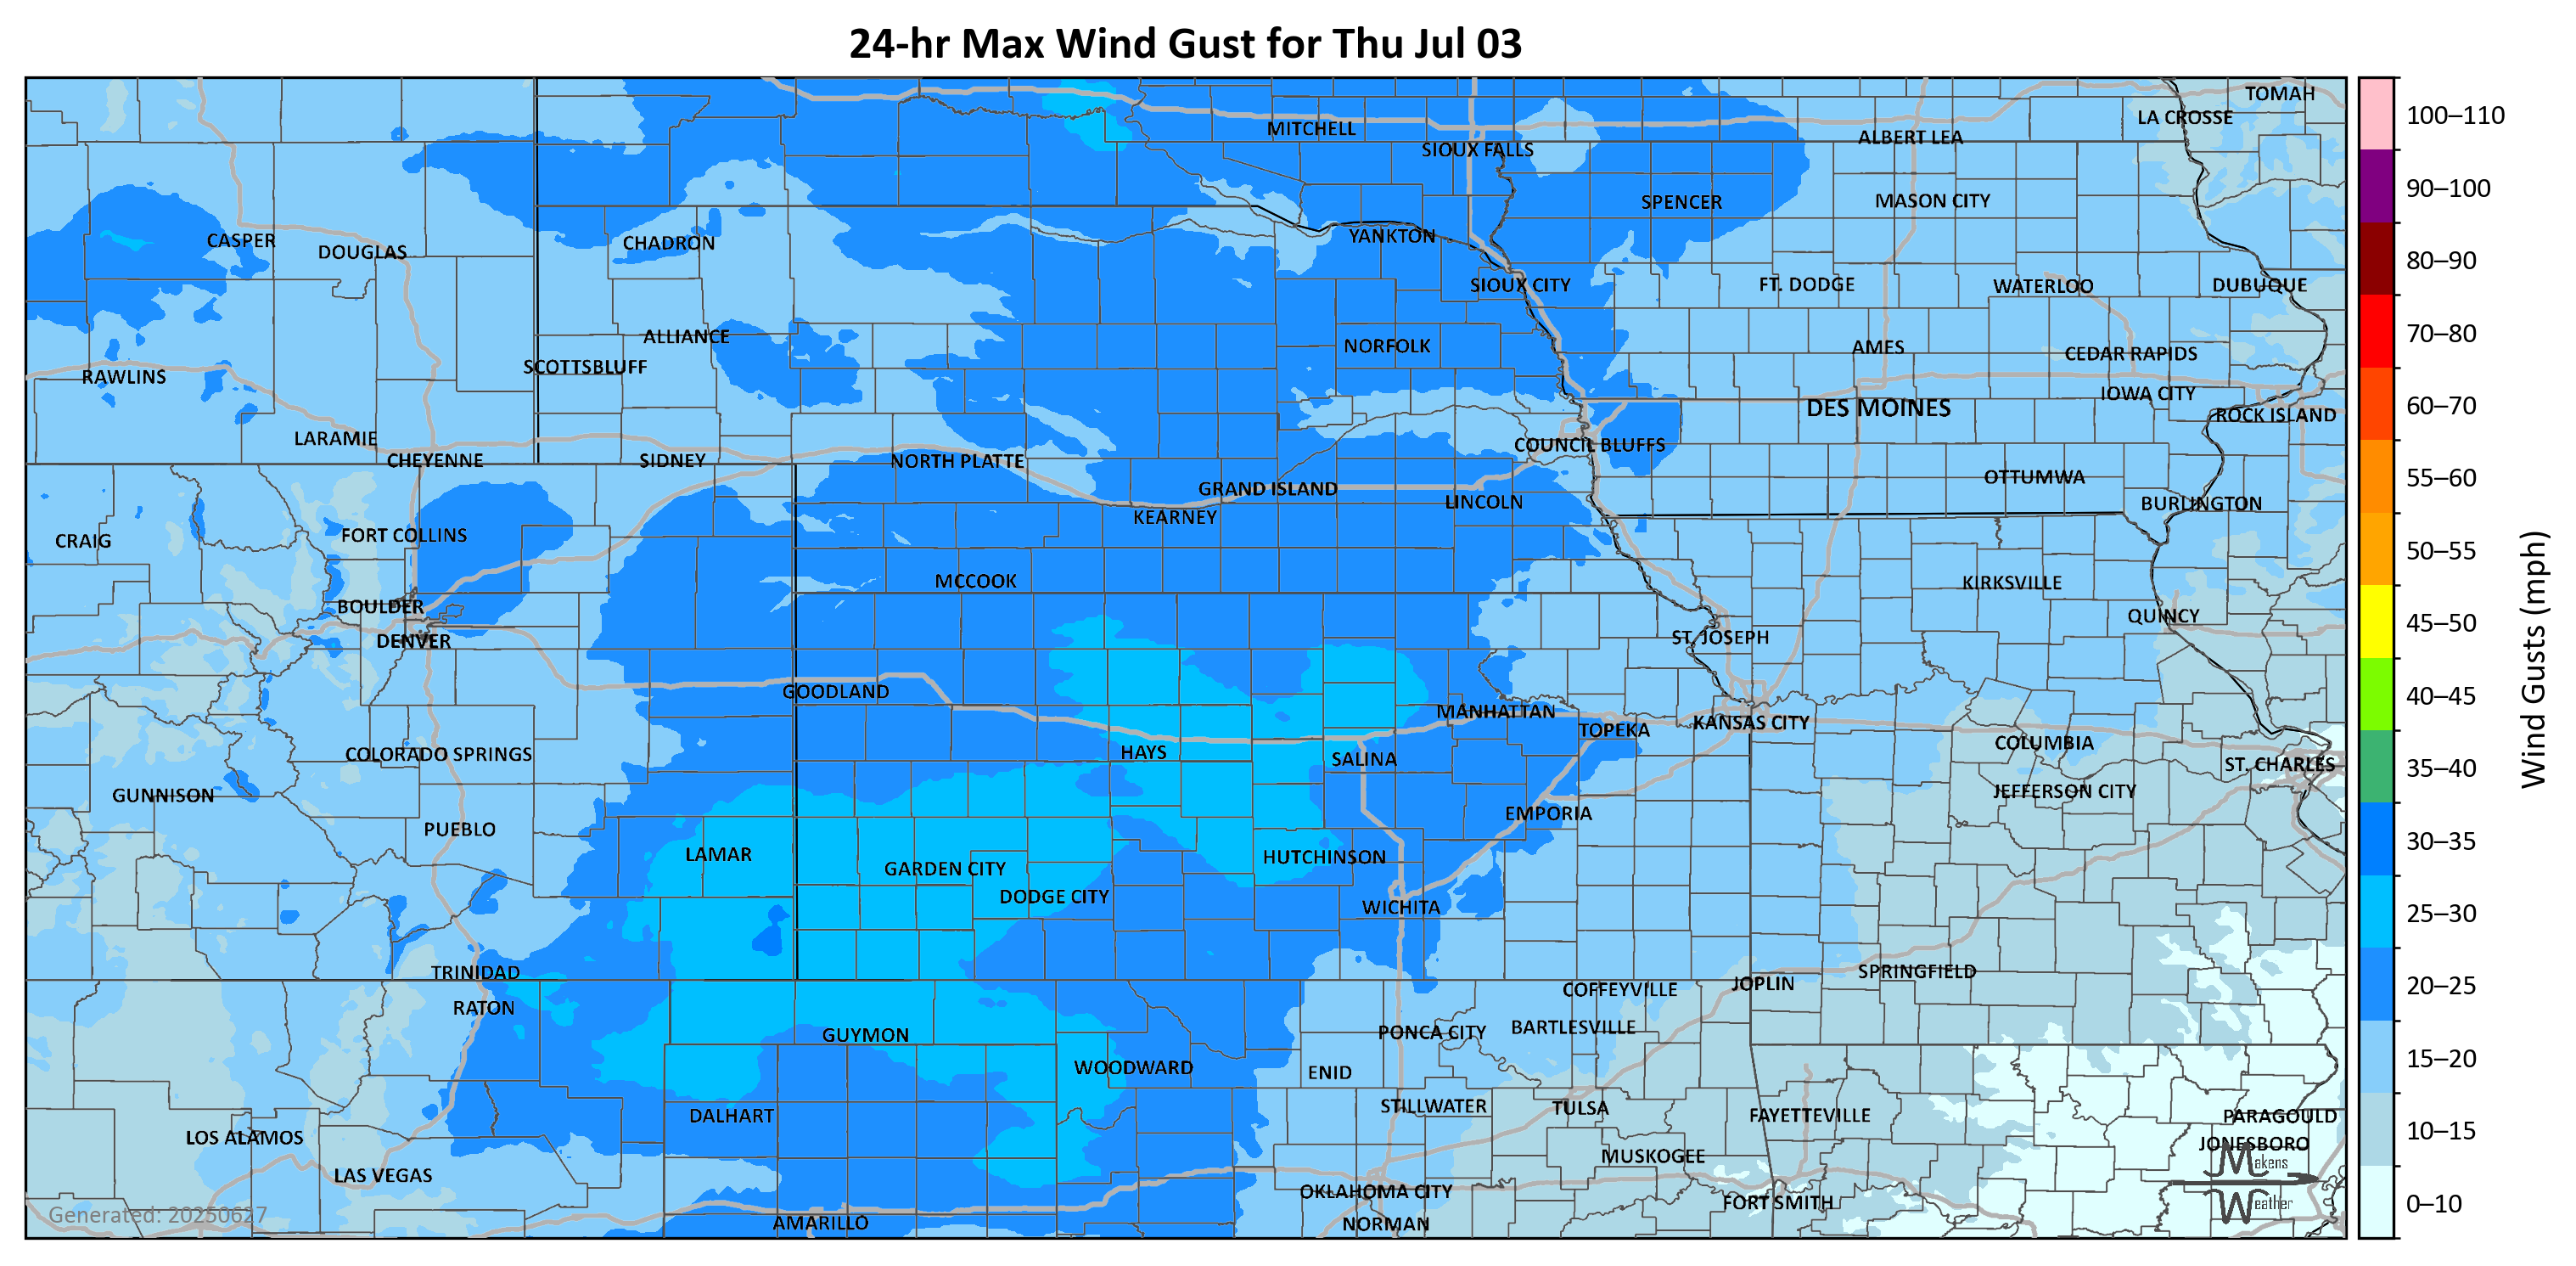 24-hr Max Wind Gust for Thu Jul 03
TOMAH
LA CROSSE
MITCHELL
ALBERT LEA
SIOUX FALLS
SPENCER
MASON CITY
CASPER
DOUGLAS
CHADRON
YANKTON
SIOUX CITY
FT. DODGE
WATERLOO
DUBUQUE
ALLIANCE
NORFOLK
AMES
CEDAR RAPIDS
SCOTTSBLUFF
RAWLINS
IOWA CITY
DES MOINES
ROCK ISLAND
LARAMIE
COUNCIL BLUFFS
CHEYENNE
SIDNEY
NORTH PLATTE
OTTUMWA
GRAND ISLAND
LINCOLN
BURLINGTON
KEARNEY
FORT COLLINS
CRAIG
MCCOOK
KIRKSVILLE
BOULDER
QUINCY
DENVER
ST. JOSEPH
GOODLAND
MANHATTAN
KANSAS CITY
TOPEKA
COLUMBIA
COLORADO SPRINGS
HAYS
SALINA
ST. CHARLES
GUNNISON
JEFFERSON CITY
EMPORIA
PUEBLO
LAMAR
HUTCHINSON
GARDEN CITY
DODGE CITY
WICHITA
TRINIDAD
SPRINGFIELD
JOPLIN
COFFEYVILLE
RATON
GUYMON
PONCA CITY
BARTLESVILLE
WOODWARD
ENID
STILLWATER
TULSA
DALHART
FAYETTEVILLE
PARAGOULD
LOS ALAMOS
JONESBORO
MUSKOGEE
LAS VEGAS
OKLAHOMA CITY
FORT SMITH
AMARILLO
NORMAN
Makens
Weather
Generated: 20250627
100–110
90–100
80–90
70–80
60–70
55–60
50–55
45–50
40–45
35–40
30–35
25–30
20–25
15–20
10–15
0–10
Wind Gusts (mph)